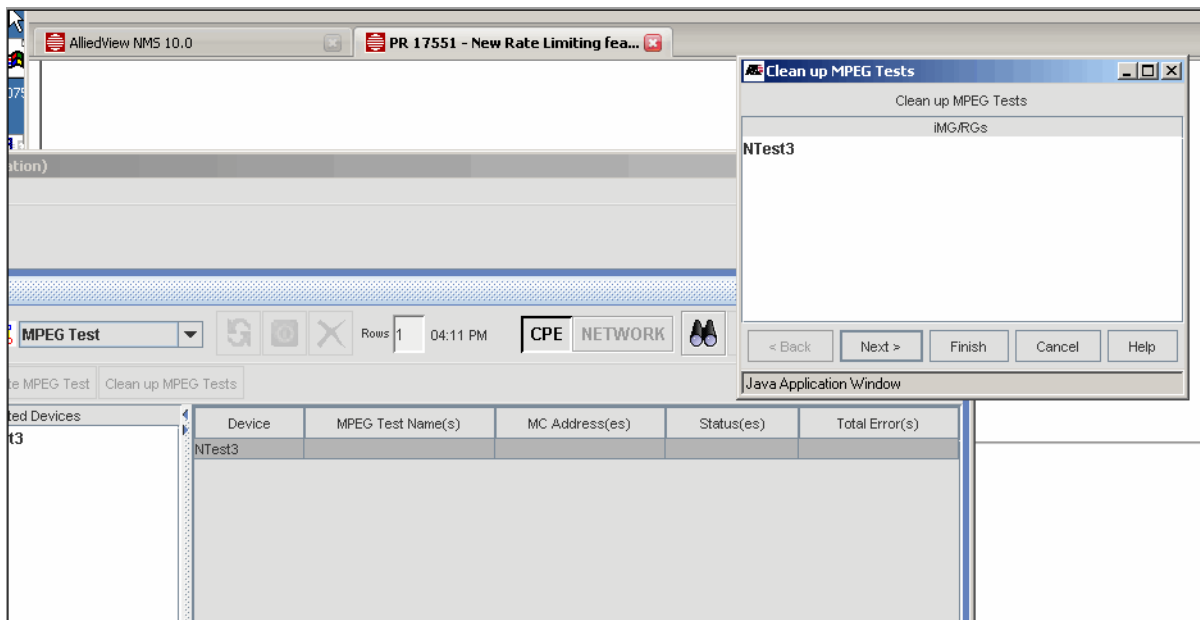 AlliedView NMS 10.0
PR 17551 - New Rate Limiting fea...
075
ation)
MPEG Test
Rows 1
04:11 PM
CPE
NETWORK
te MPEG Test
Clean up MPEG Tests
ted Devices
t3
Device
MPEG Test Name(s)
MC Address(es)
Status(es)
Total Error(s)
NTest3
Clean up MPEG Tests
Clean up MPEG Tests
iMG/RGs
NTest3
< Back
Next >
Finish
Cancel
Help
Java Application Window